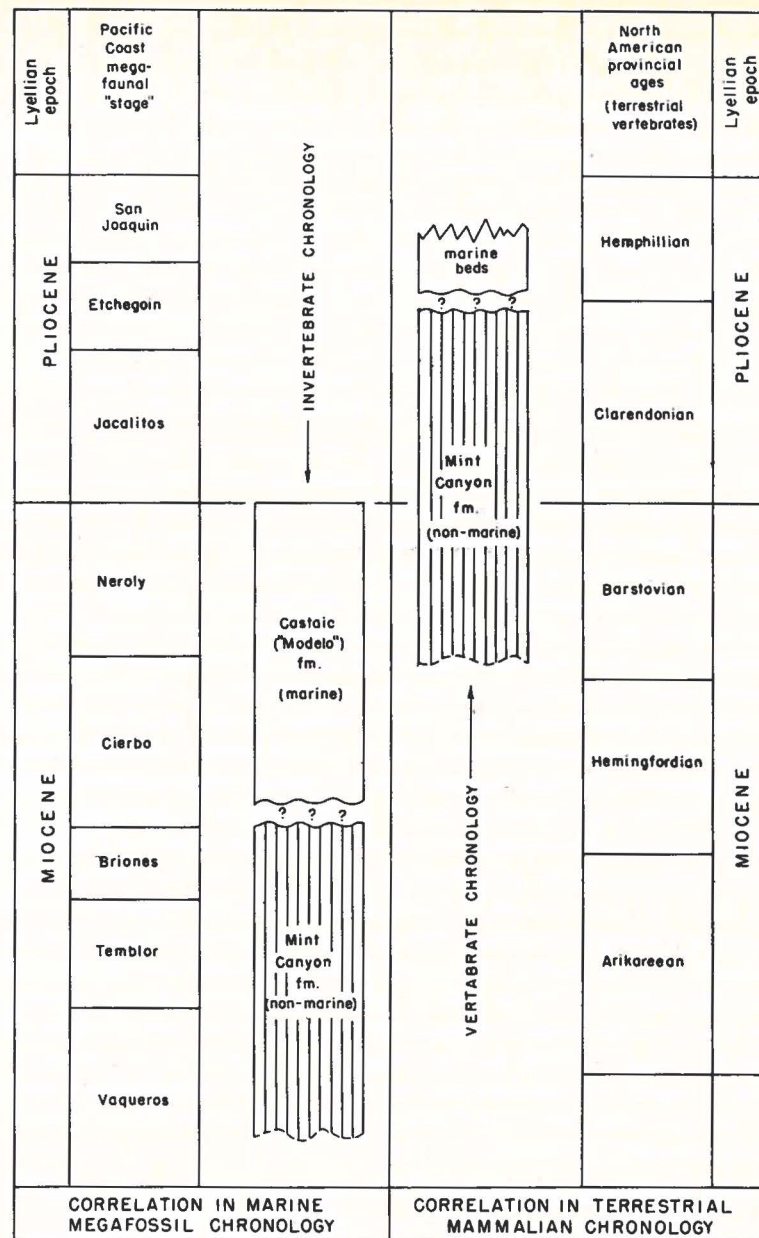 Lyellian
epoch
Pacific
Coast
mega-
faunal
"stage"
North
American
provincial
ages
(terrestrial
vertebrates)
Lyellian
epoch
PLIOCENE
San
Joaquin
Etchegoin
Jacalitos
MIOCENE
Neroly
Cierbo
Briones
Temblor
Vaqueros
INVERTEBRATE CHRONOLOGY
Castaic
("Modelo")
fm.
(marine)
? ? ?
Mint
Canyon
fm.
(non-marine)
marine
beds
? ? ?
Mint
Canyon
fm.
(non-marine)
VERTABRATE CHRONOLOGY
Hemphillian
Clarendonian
Barstovian
Hemingfordian
Arikareean
PLIOCENE
MIOCENE
CORRELATION IN MARINE
MEGAFOSSIL CHRONOLOGY
CORRELATION IN TERRESTRIAL
MAMMALIAN CHRONOLOGY